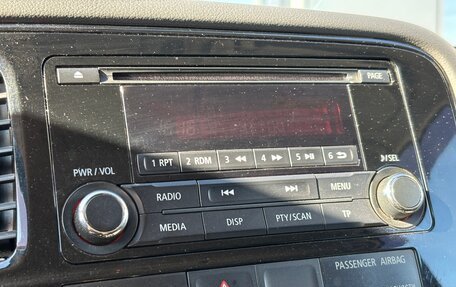 PAGE
1 RPT 2 RDM 3 4 5 6
PWR / VOL
/SEL
RADIO MENU
MEDIA DISP PTY/SCAN TP
PASSENGER AIRBAG